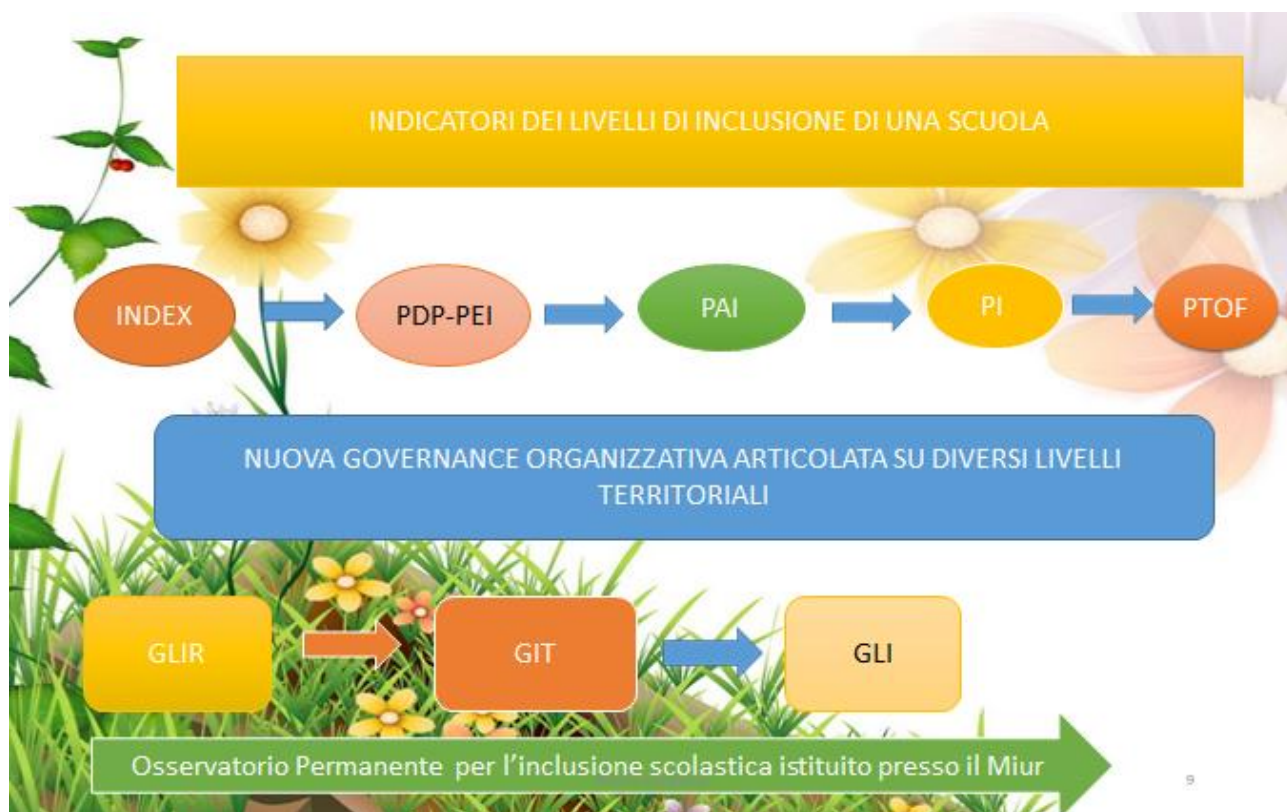 INDICATORI DEI LIVELLI DI INCLUSIONE DI UNA SCUOLA
INDEX
PDP-PEI
PAI
PI
PTOF
NUOVA GOVERNANCE ORGANIZZATIVA ARTICOLATA SU DIVERSI LIVELLI
TERRITORIALI
GLIR
GIT
GLI
Osservatorio Permanente per l'inclusione scolastica istituito presso il Miur
9